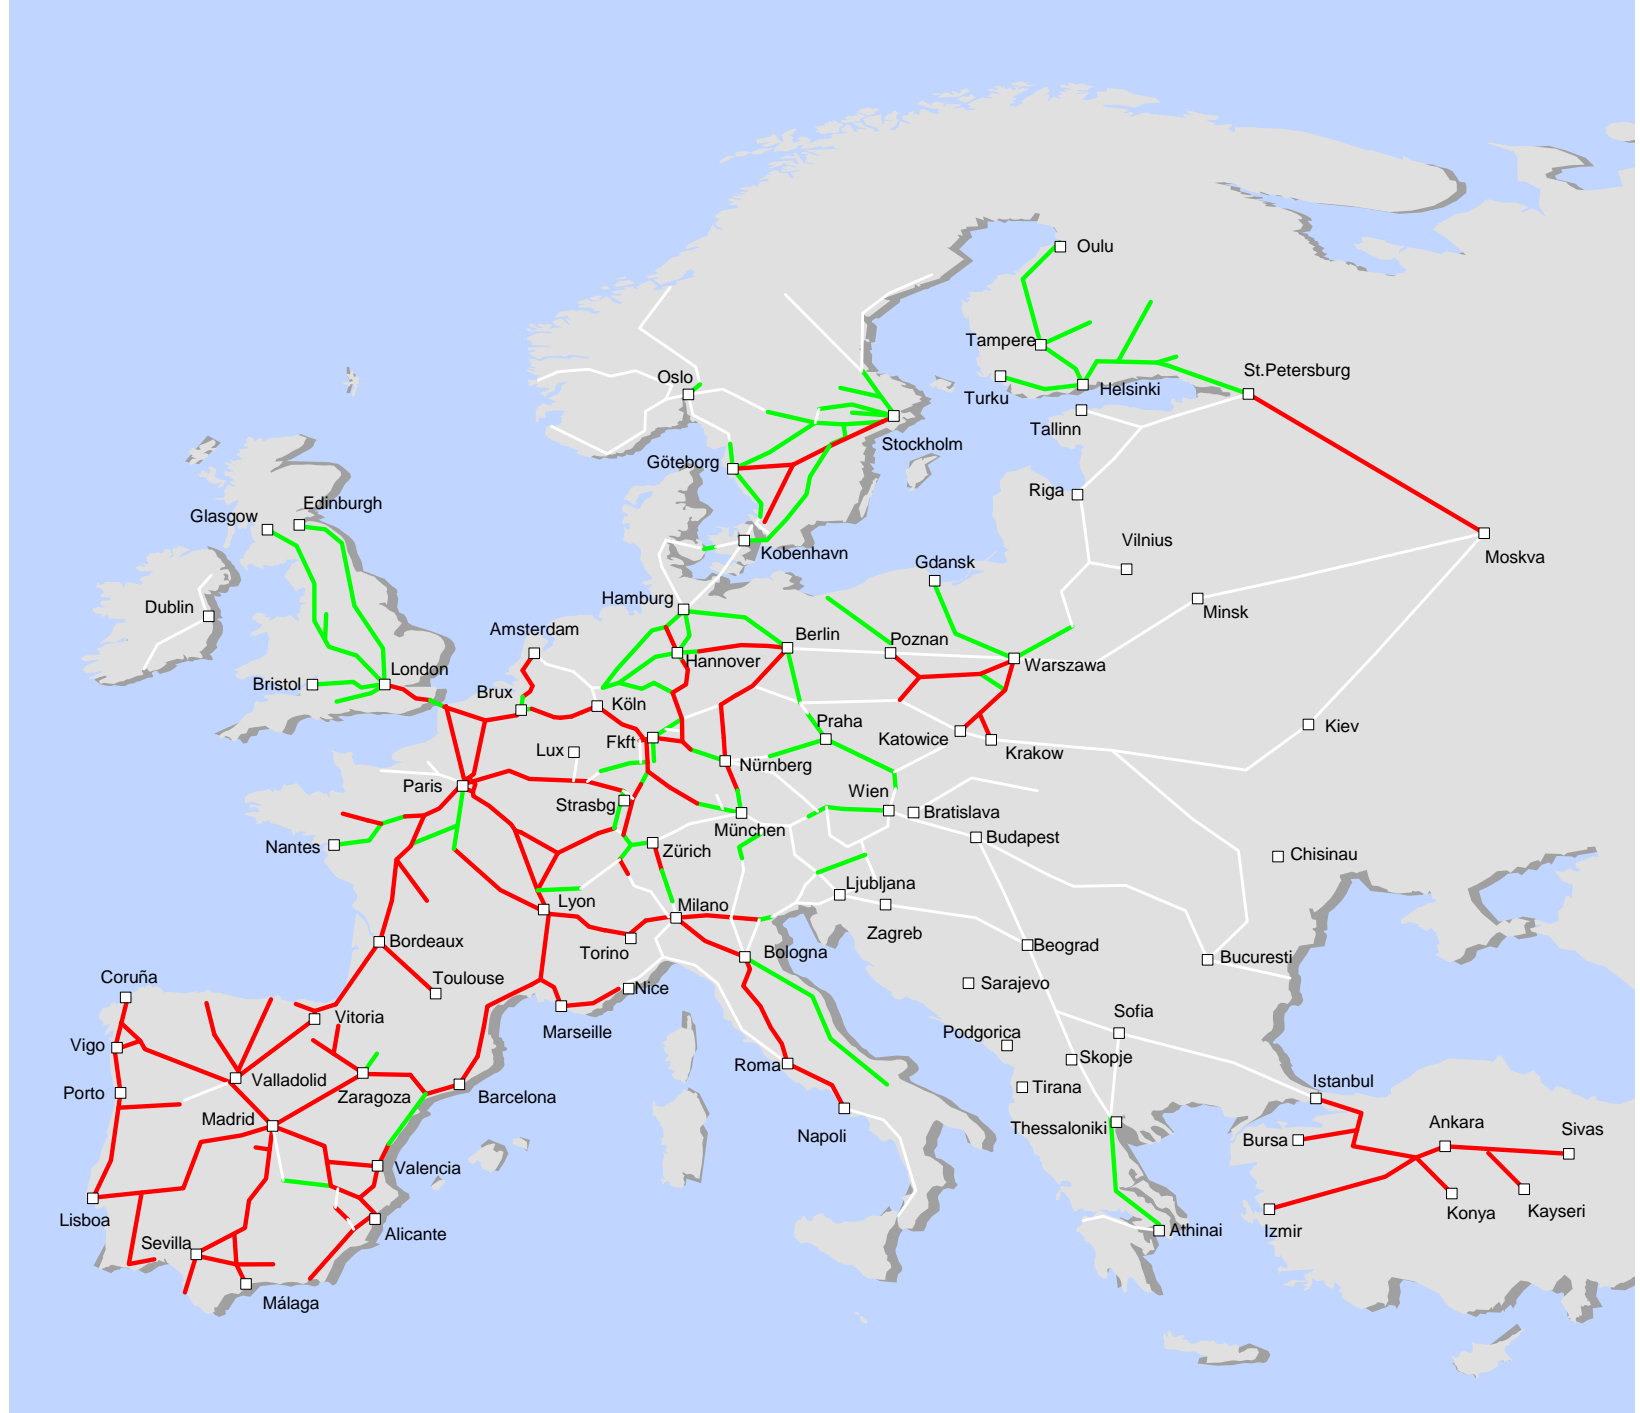 Oulu
Tampere
St.Petersburg
Oslo
Helsinki
Turku
Tallinn
Stockholm
Göteborg
Riga
Edinburgh
Glasgow
Vilnius
Kobenhavn
Moskva
Gdansk
Hamburg
Dublin
Minsk
Amsterdam
Berlin
Poznan
Hannover
Warszawa
London
Bristol
Brux
Köln
Praha
Kiev
Katowice
Fkft
Lux
Krakow
Nürnberg
Paris
Wien
Strasbg
Bratislava
München
Budapest
Nantes
Zürich
Chisinau
Ljubljana
Lyon
Milano
Zagreb
Bordeaux
Beograd
Torino
Bologna
Bucuresti
Coruña
Toulouse
Nice
Sarajevo
Vitoria
Marseille
Sofia
Podgorica
Vigo
Skopje
Roma
Valladolid
Istanbul
Tirana
Porto
Zaragoza
Barcelona
Madrid
Ankara
Thessaloniki
Sivas
Napoli
Bursa
Valencia
Kayseri
Konya
Lisboa
Izmir
Athinai
Alicante
Sevilla
Málaga